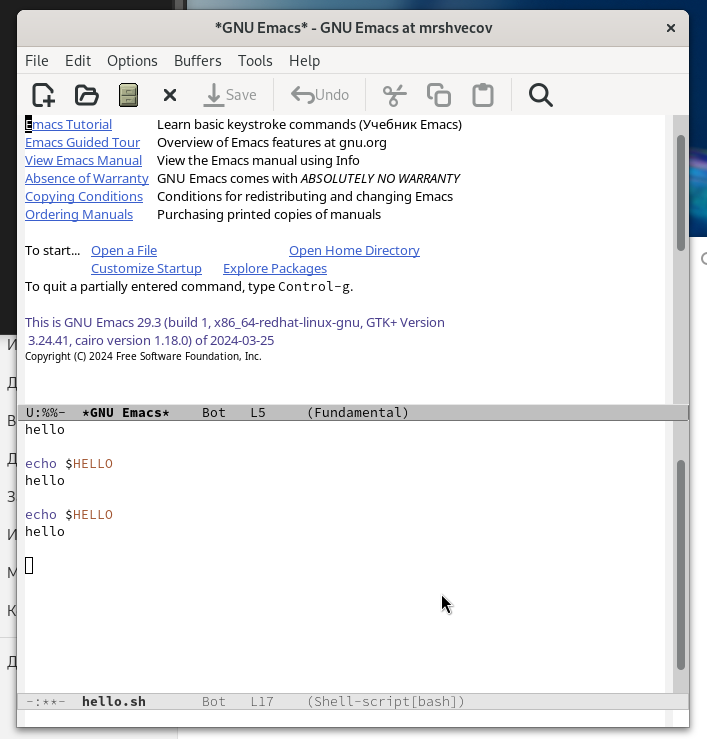 *GNU Emacs* - GNU Emacs at mrshvecov ×
File Edit Options Buffers Tools Help
Save Undo
Emacs Tutorial Learn basic keystroke commands (Учебник Emacs)
Emacs Guided Tour Overview of Emacs features at gnu.org
View Emacs Manual View the Emacs manual using Info
Absence of Warranty GNU Emacs comes with ABSOLUTELY NO WARRANTY
Copying Conditions Conditions for redistributing and changing Emacs
Ordering Manuals Purchasing printed copies of manuals
To start... Open a File Open Home Directory
Customize Startup Explore Packages
To quit a partially entered command, type Control-g.
This is GNU Emacs 29.3 (build 1, x86_64-redhat-linux-gnu, GTK+ Version
3.24.41, cairo version 1.18.0) of 2024-03-25
Copyright (C) 2024 Free Software Foundation, Inc.
U:%%- *GNU Emacs* Bot L5 (Fundamental)
hello
echo $HELLO
hello
echo $HELLO
hello
-:**- hello.sh Bot L17 (Shell-script[bash])
И
Д
В
Д
З
И
М
К
Д